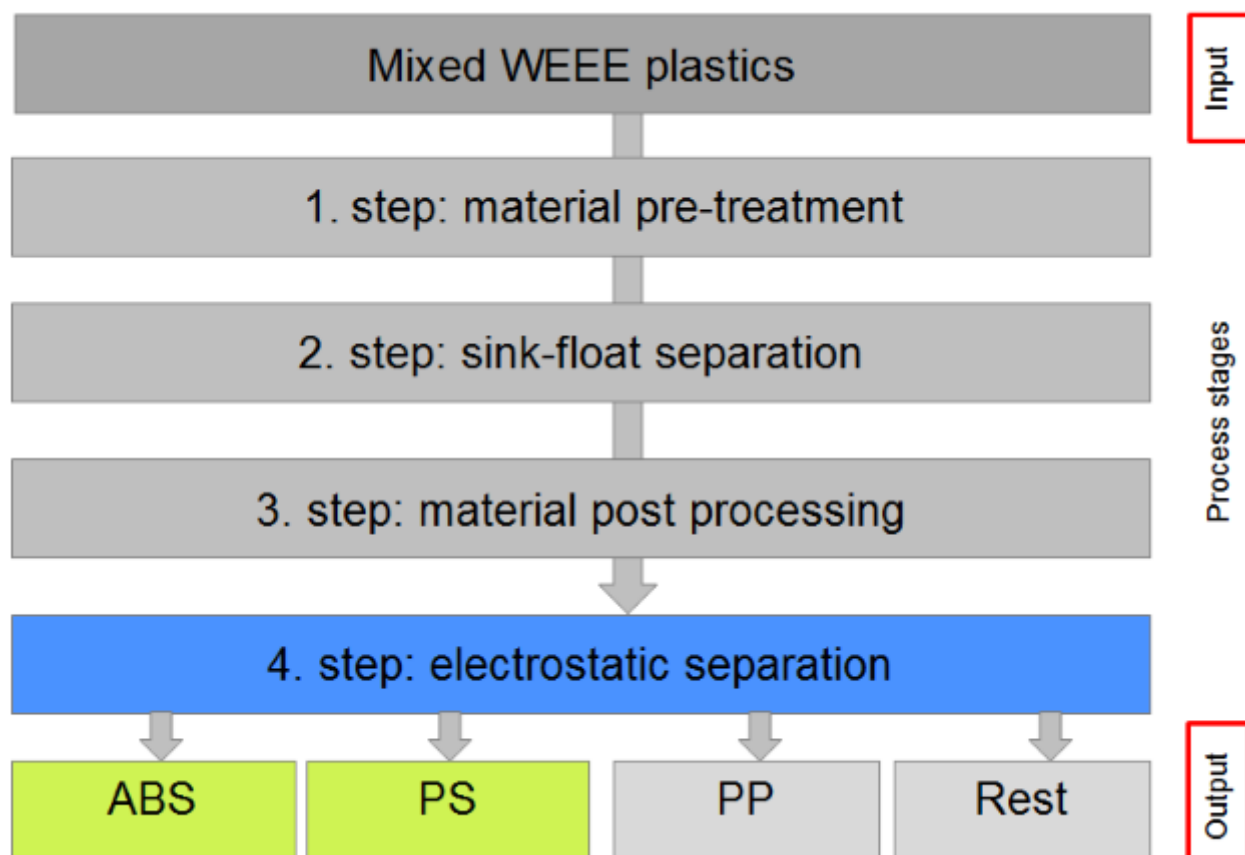 Mixed WEEE plastics
Input
1. step: material pre-treatment
2. step: sink-float separation
Process stages
3. step: material post processing
4. step: electrostatic separation
ABS
PS
PP
Rest
Output